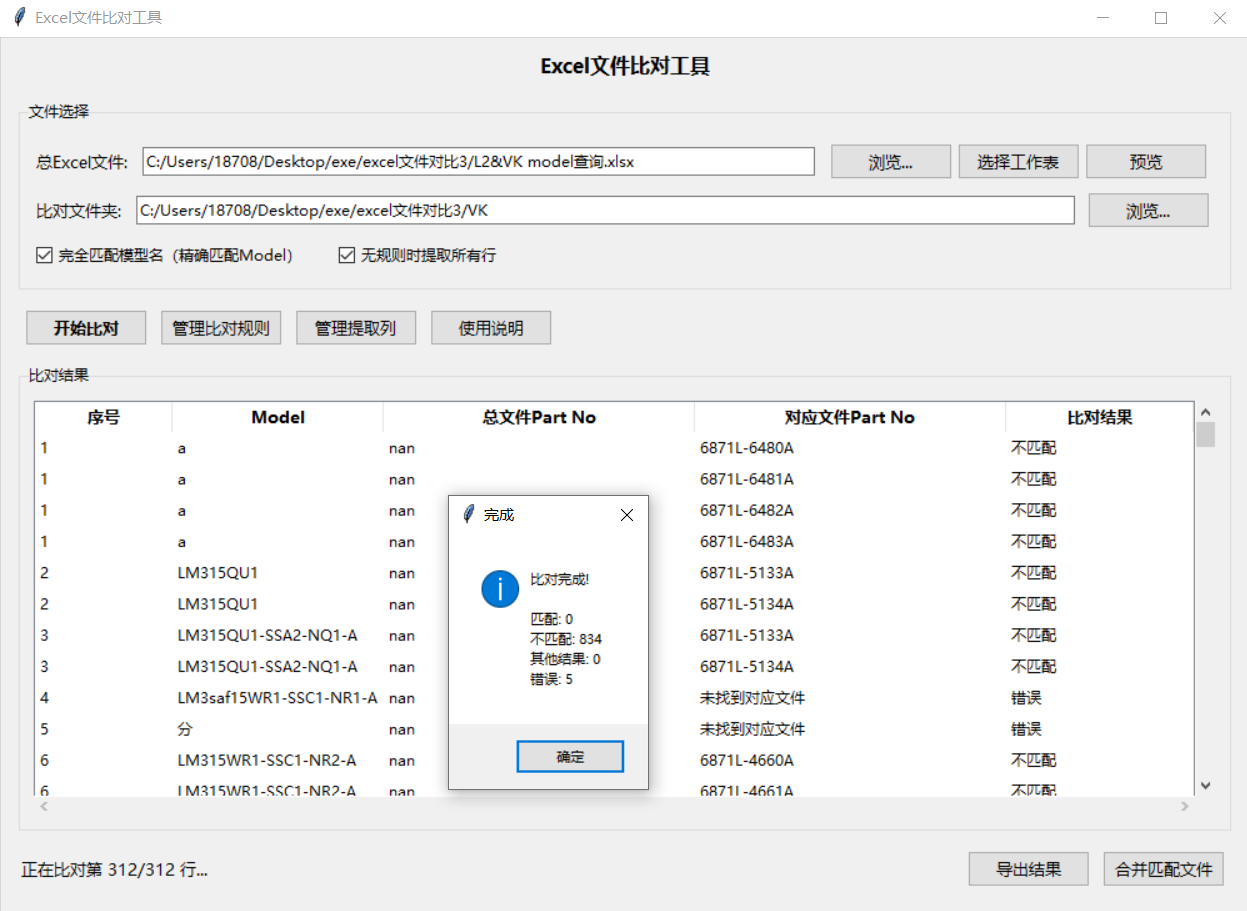 Excel文件比对工具
Excel文件比对工具
文件选择
总Excel文件: C:/Users/18708/Desktop/exe/excel文件对比3/L2&VK model查询.xlsx 浏览... 选择工作表 预览
比对文件夹: C:/Users/18708/Desktop/exe/excel文件对比3/VK 浏览...
完全匹配模型名（精确匹配Model） 无规则时提取所有行
开始比对 管理比对规则 管理提取列 使用说明
比对结果
序号 Model 总文件Part No 对应文件Part No 比对结果
1 a nan 6871L-6480A 不匹配
1 a nan 6871L-6481A 不匹配
1 a nan 6871L-6482A 不匹配
1 a nan 6871L-6483A 不匹配
2 LM315QU1 nan 6871L-5133A 不匹配
2 LM315QU1 nan 6871L-5134A 不匹配
3 LM315QU1-SSA2-NQ1-A nan 6871L-5133A 不匹配
3 LM315QU1-SSA2-NQ1-A nan 6871L-5134A 不匹配
4 LM3saf15WR1-SSC1-NR1-A nan 未找到对应文件 错误
5 分 nan 未找到对应文件 错误
6 LM315WR1-SSC1-NR2-A nan 6871L-4660A 不匹配
6 LM315WR1-SSC1-NR2-A nan 6871L-4661A 不匹配
完成
比对完成!
匹配: 0
不匹配: 834
其他结果: 0
错误: 5
确定
正在比对第 312/312 行... 导出结果 合并匹配文件